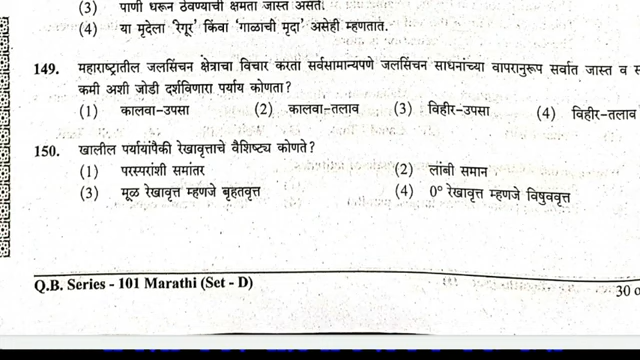 (3) पाणी धरून ठेवण्याची क्षमता जास्त असते.
(4) या मृदेला 'रेगूर' किंवा 'गाळाची मृदा' असेही म्हणतात.
149. महाराष्ट्रातील जलसिंचन क्षेत्राचा विचार करता सर्वसामान्यपणे जलसिंचन साधनांच्या वापरानुरूप सर्वात जास्त व
कमी अशी जोडी दर्शविणारा पर्याय कोणता?
(1) कालवा-उपसा (2) कालवा-तलाव (3) विहीर-उपसा (4) विहीर-तलाव
150. खालील पर्यायांपैकी रेखावृत्ताचे वैशिष्ट्य कोणते?
(1) परस्परांशी समांतर (2) लांबी समान
(3) मूळ रेखावृत्त म्हणजे बृहतवृत्त (4) 0° रेखावृत्त म्हणजे विषुववृत्त
Q.B. Series - 101 Marathi (Set - D) 30